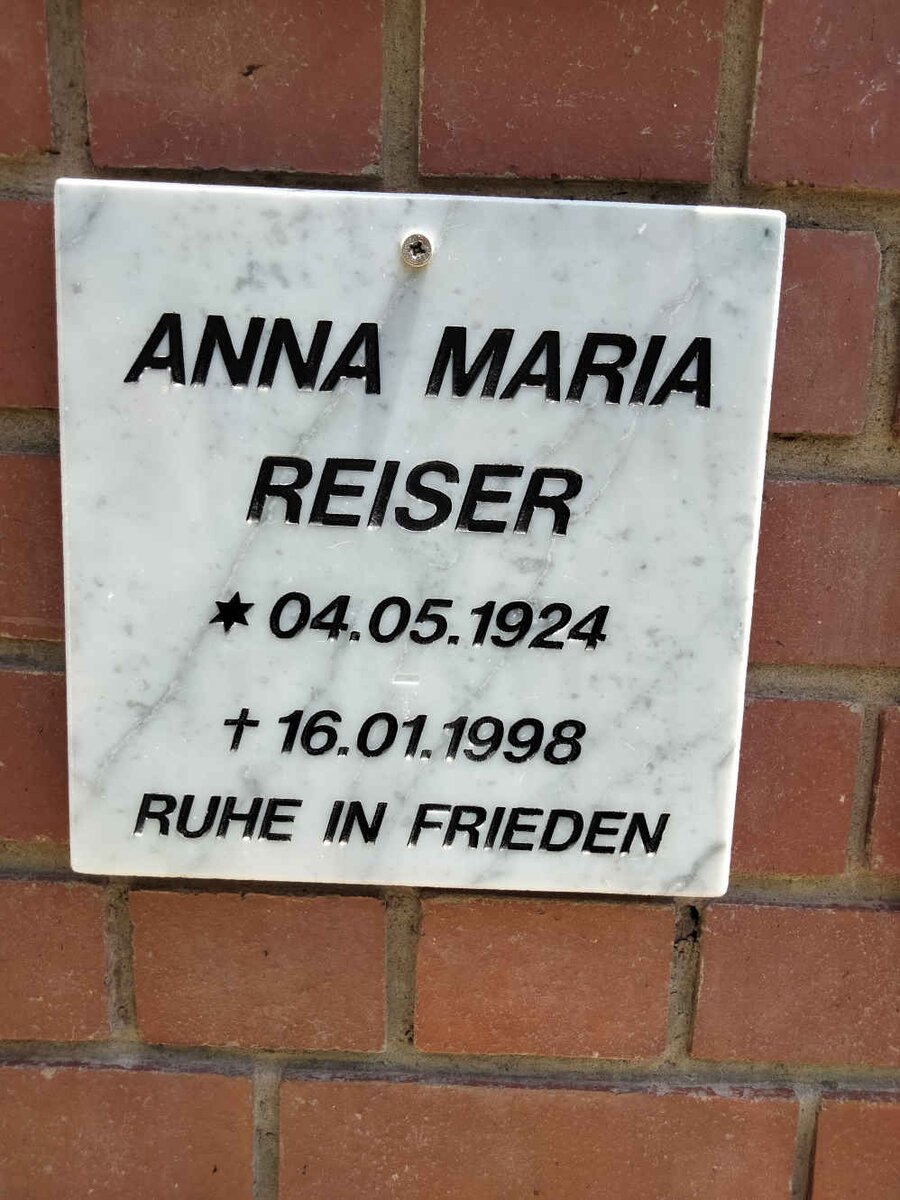 ANNA MARIA
REISER
✶ 04.05.1924
† 16.01.1998
RUHE IN FRIEDEN